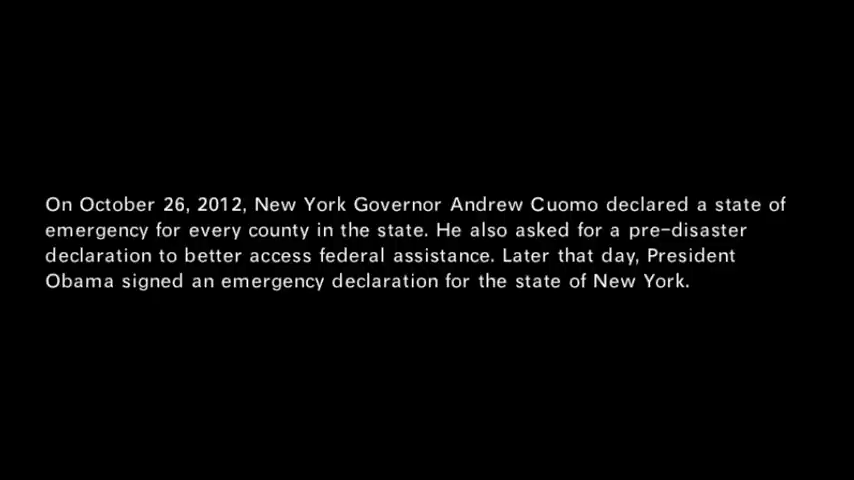 On October 26, 2012, New York Governor Andrew Cuomo declared a state of
emergency for every county in the state. He also asked for a pre-disaster
declaration to better access federal assistance. Later that day, President
Obama signed an emergency declaration for the state of New York.